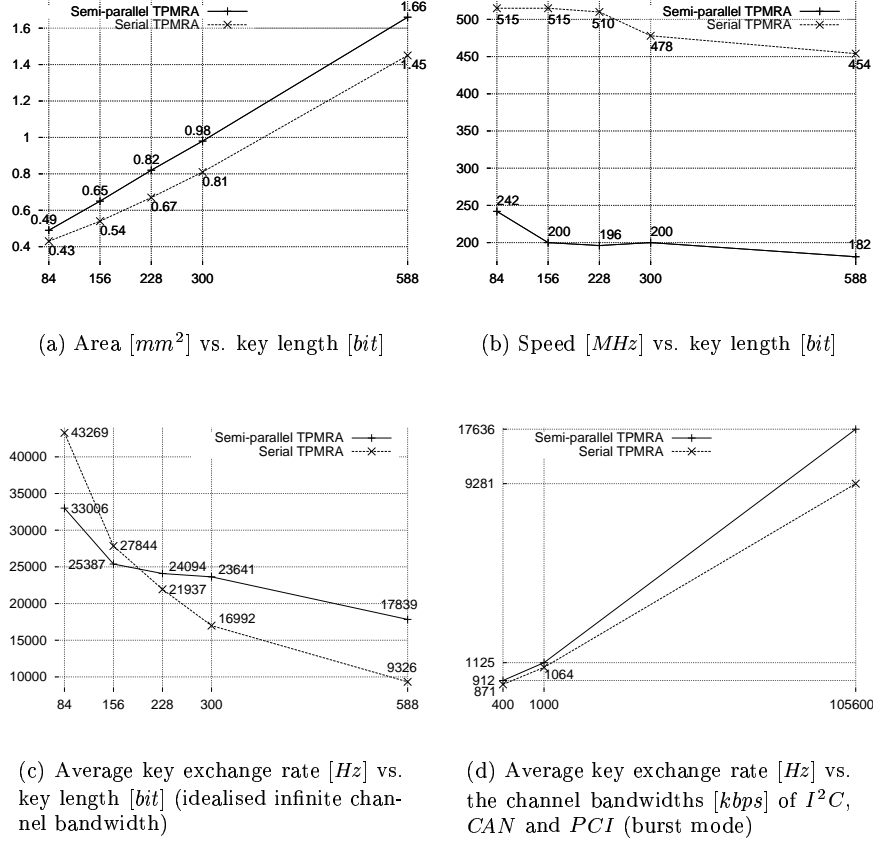 Semi-parallel TPMRA
Serial TPMRA
1.6
1.4
1.2
1
0.8
0.6
0.4
84 156 228 300 588
0.49
0.65
0.82
0.98
1.66
0.43
0.54
0.67
0.81
1.45
(a) Area [mm²] vs. key length [bit]
Semi-parallel TPMRA
Serial TPMRA
500
450
400
350
300
250
200
84 156 228 300 588
515
515
510
478
454
242
200
196
200
182
(b) Speed [MHz] vs. key length [bit]
Semi-parallel TPMRA
Serial TPMRA
40000
35000
30000
25000
20000
15000
10000
84 156 228 300 588
43269
33006
27844
25387
24094
21937
23641
16992
17839
9326
(c) Average key exchange rate [Hz] vs.
key length [bit] (idealised infinite chan-
nel bandwidth)
Semi-parallel TPMRA
Serial TPMRA
17636
9281
1125
912
871
1064
400 1000 105600
(d) Average key exchange rate [Hz] vs.
the channel bandwidths [kbps] of I²C,
CAN and PCI (burst mode)